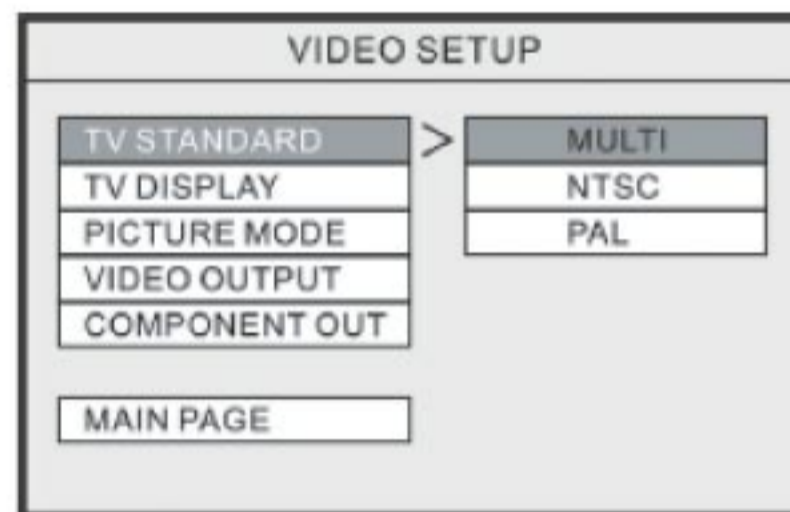 VIDEO SETUP
TV STANDARD > MULTI
TV DISPLAY NTSC
PICTURE MODE PAL
VIDEO OUTPUT
COMPONENT OUT
MAIN PAGE